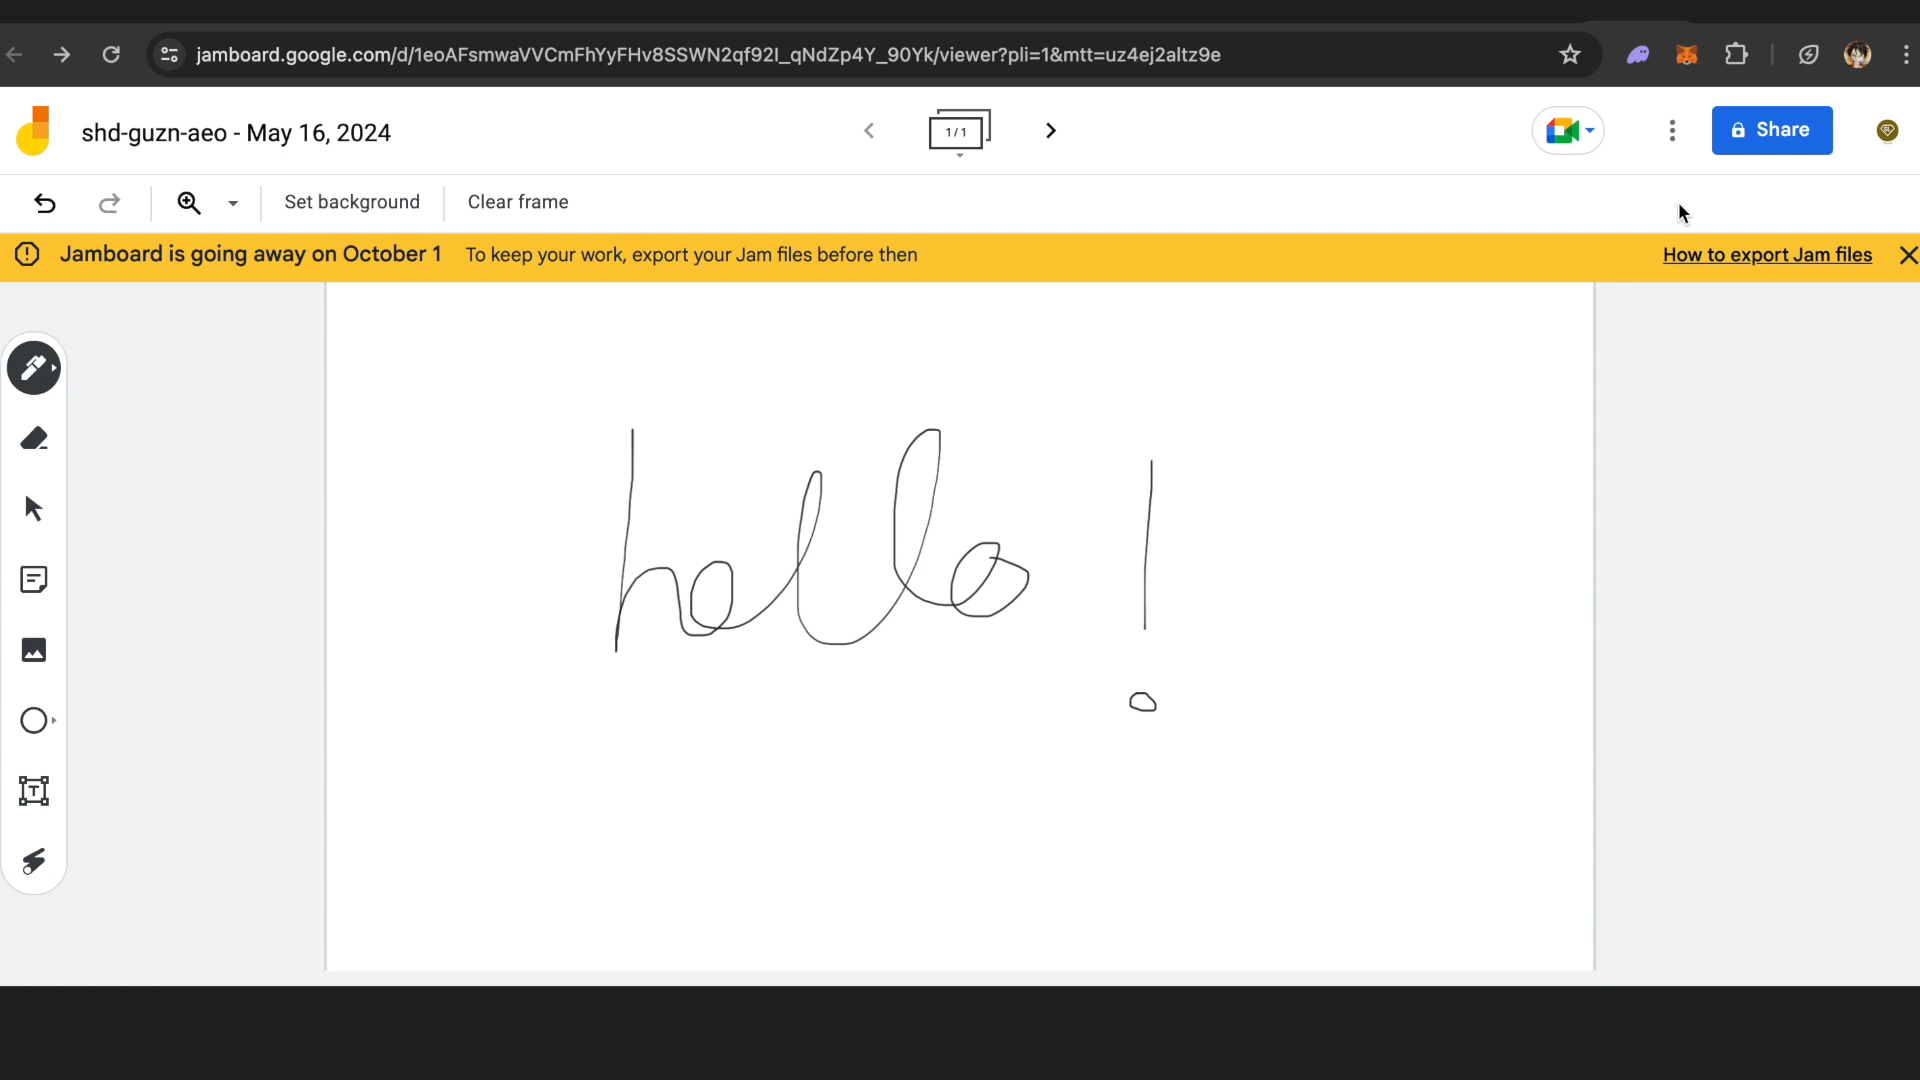 jamboard.google.com/d/1eoAFsmwaVVCmFhYyFHv8SSWN2qf92I_qNdZp4Y_90Yk/viewer?pli=1&mtt=uz4ej2altz9e
shd-guzn-aeo - May 16, 2024
1 / 1
Share
Set background
Clear frame
Jamboard is going away on October 1 To keep your work, export your Jam files before then
How to export Jam files
hello !